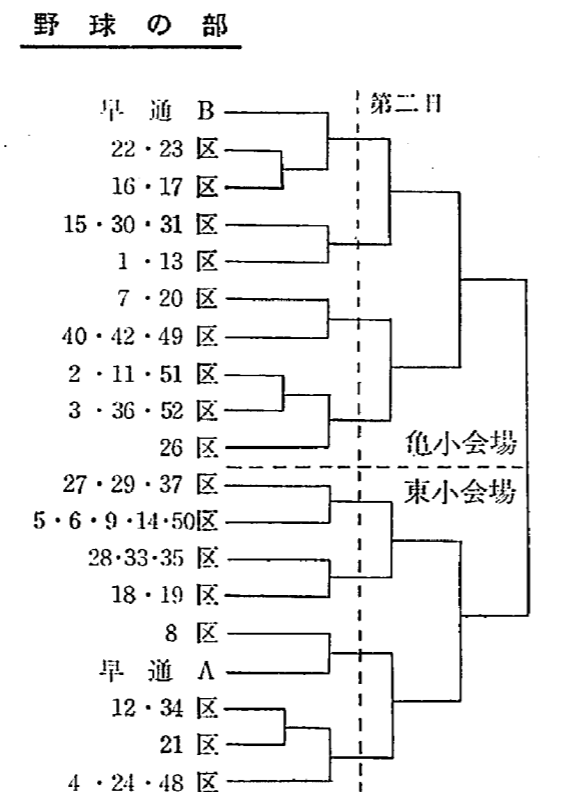 野球の部
第二日
早通B
22・23区
16・17区
15・30・31区
1・13区
7・20区
40・42・49区
2・11・51区
3・36・52区
26区
亀小会場
東小会場
27・29・37区
5・6・9・14・50区
28・33・35区
18・19区
8区
早通A
12・34区
21区
4・24・48区